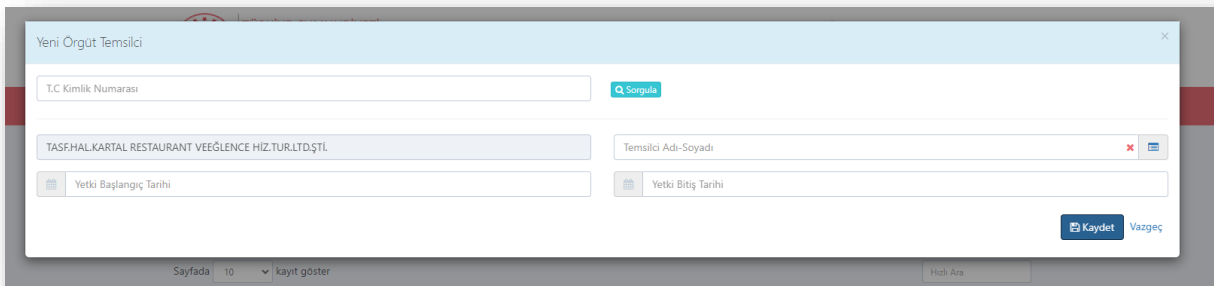 Yeni Örgüt Temsilci
×
T.C Kimlik Numarası
Sorgula
TASF.HAL.KARTAL RESTAURANT VEEĞLENCE HİZ.TUR.LTD.ŞTİ.
Temsilci Adı-Soyadı
Yetki Başlangıç Tarihi
Yetki Bitiş Tarihi
Kaydet Vazgeç
Sayfada 10 kayıt göster
Hızlı Ara